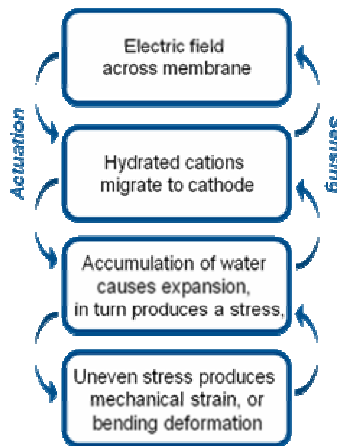 Electric field
across membrane
Actuation
Sensing
Hydrated cations
migrate to cathode
Accumulation of water
causes expansion,
in turn produces a stress,
Uneven stress produces
mechanical strain, or
bending deformation